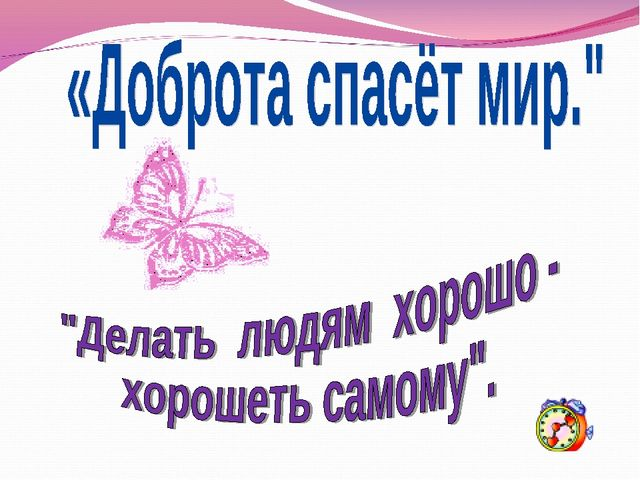 «Доброта спасёт мир."
"Делать людям хорошо -
хорошеть самому".